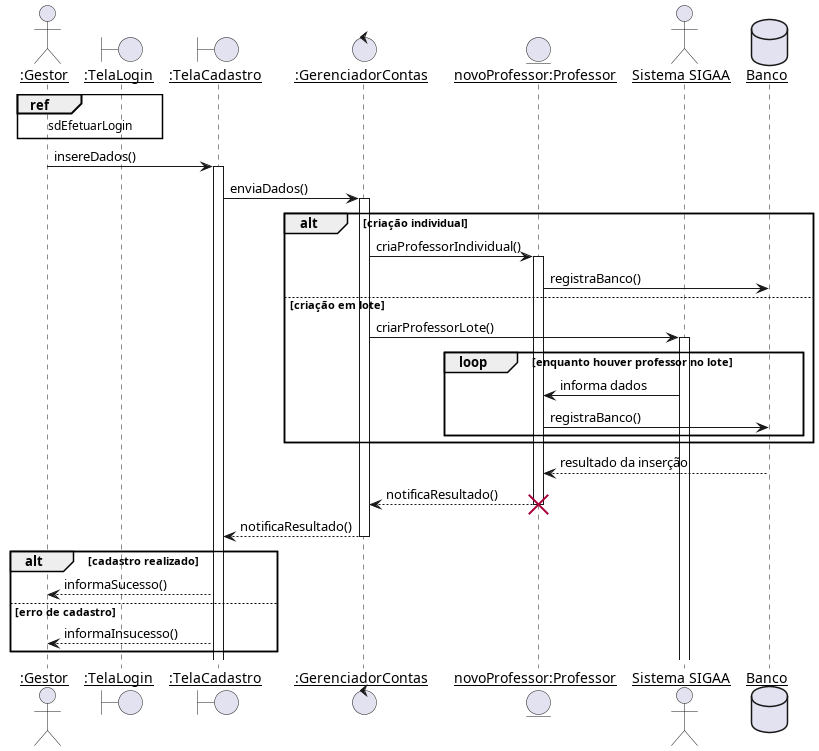 :Gestor :TelaLogin :TelaCadastro :GerenciadorContas novoProfessor:Professor Sistema SIGAA Banco
ref
sdEfetuarLogin
insereDados()
enviaDados()
alt [criação individual]
criaProfessorIndividual()
registraBanco()
[criação em lote]
criarProfessorLote()
loop [enquanto houver professor no lote]
informa dados
registraBanco()
resultado da inserção
notificaResultado()
notificaResultado()
alt [cadastro realizado]
informaSucesso()
[erro de cadastro]
informaInsucesso()
:Gestor :TelaLogin :TelaCadastro :GerenciadorContas novoProfessor:Professor Sistema SIGAA Banco